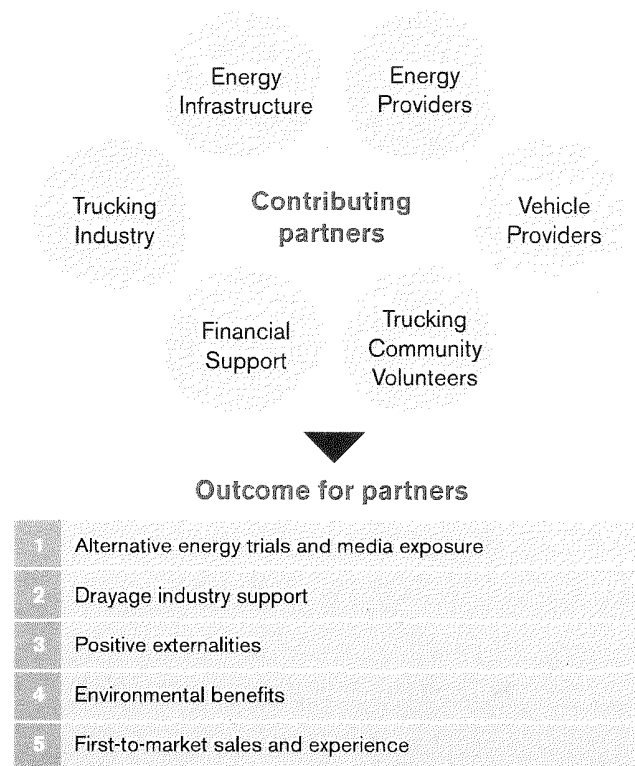 Energy
Infrastructure
Energy
Providers
Trucking
Industry
Contributing
partners
Vehicle
Providers
Financial
Support
Trucking
Community
Volunteers
Outcome for partners
1 Alternative energy trials and media exposure
2 Drayage industry support
3 Positive externalities
4 Environmental benefits
5 First-to-market sales and experience